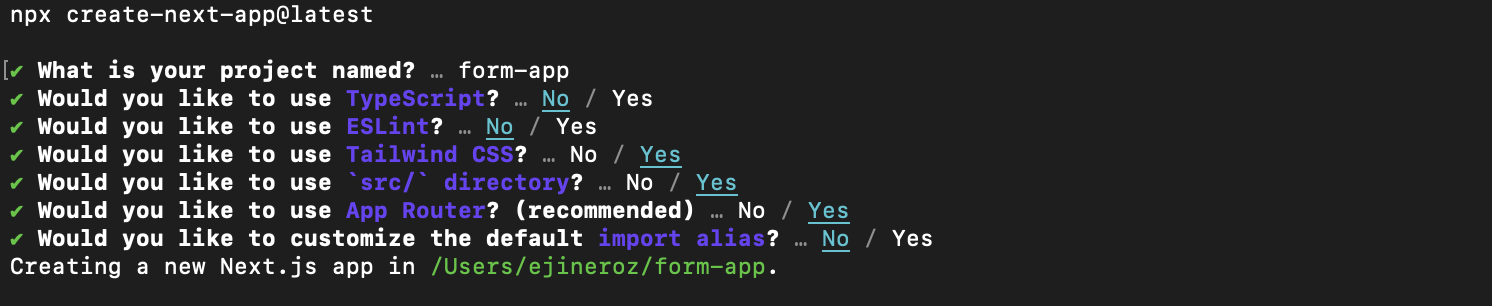 npx create-next-app@latest
[✔ What is your project named? … form-app
✔ Would you like to use TypeScript? … No / Yes
✔ Would you like to use ESLint? … No / Yes
✔ Would you like to use Tailwind CSS? … No / Yes
✔ Would you like to use `src/` directory? … No / Yes
✔ Would you like to use App Router? (recommended) … No / Yes
✔ Would you like to customize the default import alias? … No / Yes
Creating a new Next.js app in /Users/ejineroz/form-app.